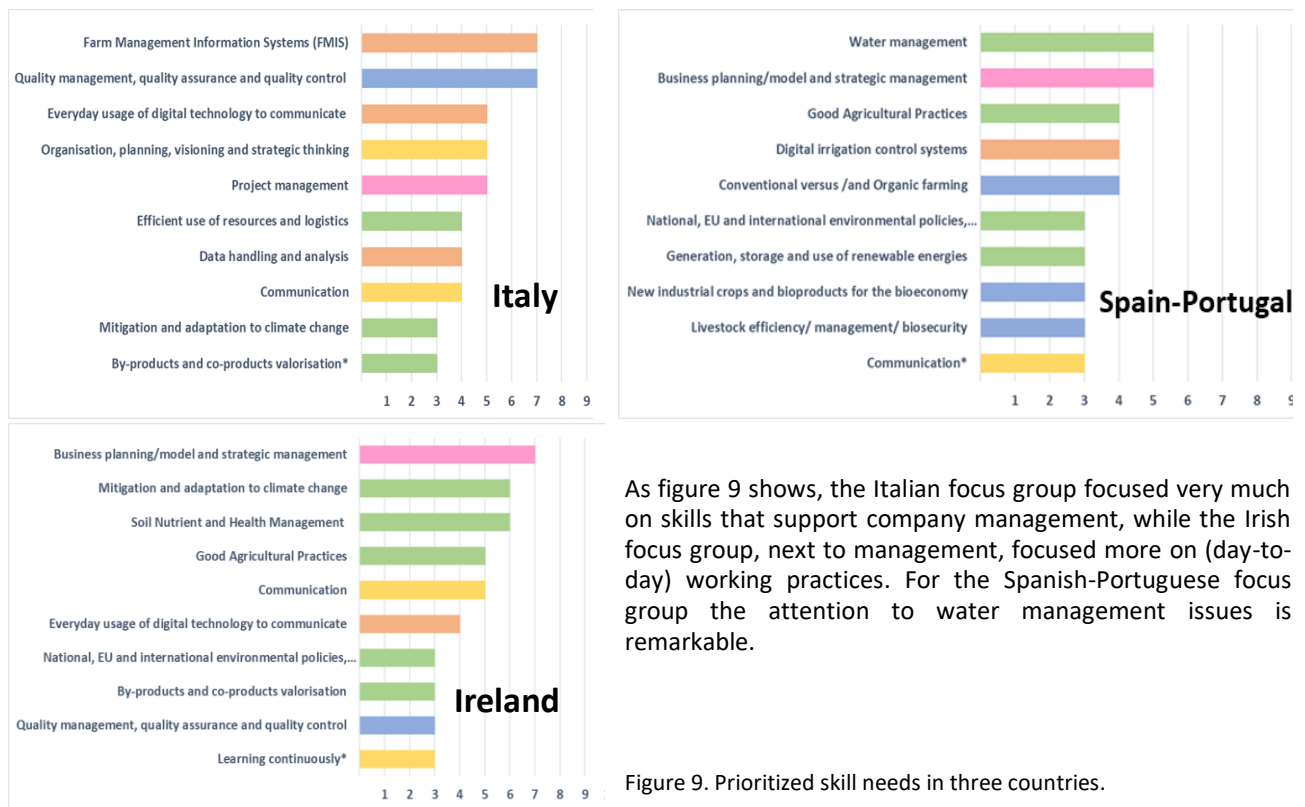 Farm Management Information Systems (FMIS)
Quality management, quality assurance and quality control
Everyday usage of digital technology to communicate
Organisation, planning, visioning and strategic thinking
Project management
Efficient use of resources and logistics
Data handling and analysis
Communication
Mitigation and adaptation to climate change
By-products and co-products valorisation*
Italy
1 2 3 4 5 6 7 8 9
Water management
Business planning/model and strategic management
Good Agricultural Practices
Digital irrigation control systems
Conventional versus /and Organic farming
National, EU and international environmental policies,...
Generation, storage and use of renewable energies
New industrial crops and bioproducts for the bioeconomy
Livestock efficiency/ management/ biosecurity
Communication*
Spain-Portugal
1 2 3 4 5 6 7 8 9
Business planning/model and strategic management
Mitigation and adaptation to climate change
Soil Nutrient and Health Management
Good Agricultural Practices
Communication
Everyday usage of digital technology to communicate
National, EU and international environmental policies,...
By-products and co-products valorisation
Quality management, quality assurance and quality control
Learning continuously*
Ireland
1 2 3 4 5 6 7 8 9
As figure 9 shows, the Italian focus group focused very much
on skills that support company management, while the Irish
focus group, next to management, focused more on (day-to-
day) working practices. For the Spanish-Portuguese focus
group the attention to water management issues is
remarkable.
Figure 9. Prioritized skill needs in three countries.